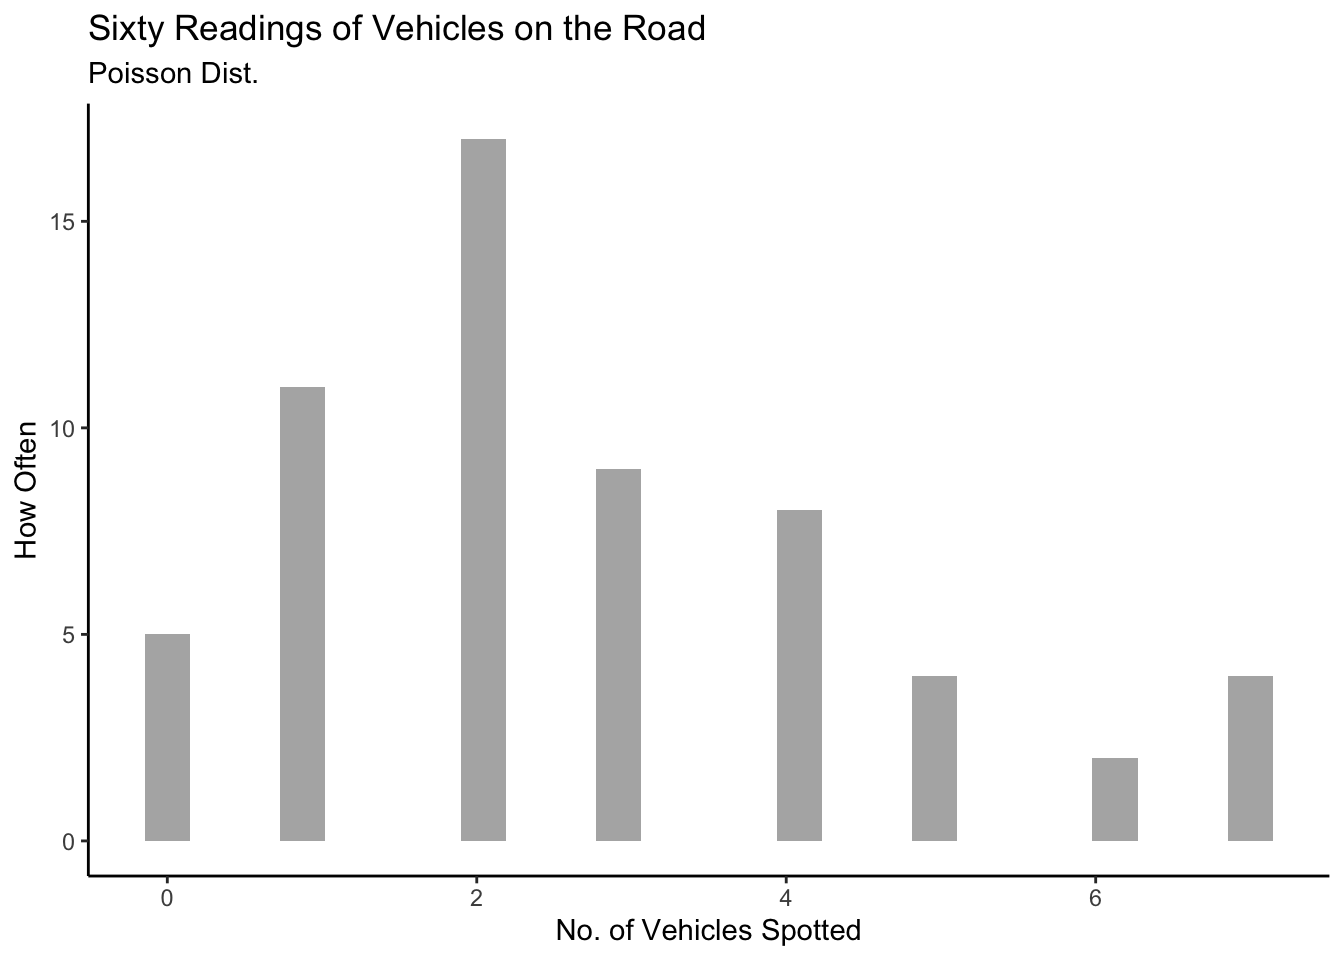 Sixty Readings of Vehicles on the Road
Poisson Dist.
How Often
15
10
5
0
0 2 4 6
No. of Vehicles Spotted